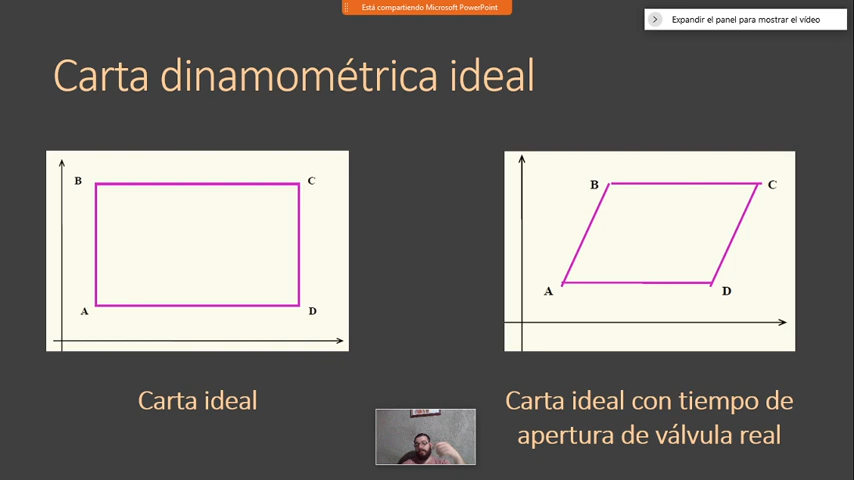 Está compartiendo Microsoft PowerPoint
Expandir el panel para mostrar el vídeo
Carta dinamométrica ideal
B C
A D
B C
A D
Carta ideal
Carta ideal con tiempo de
apertura de válvula real